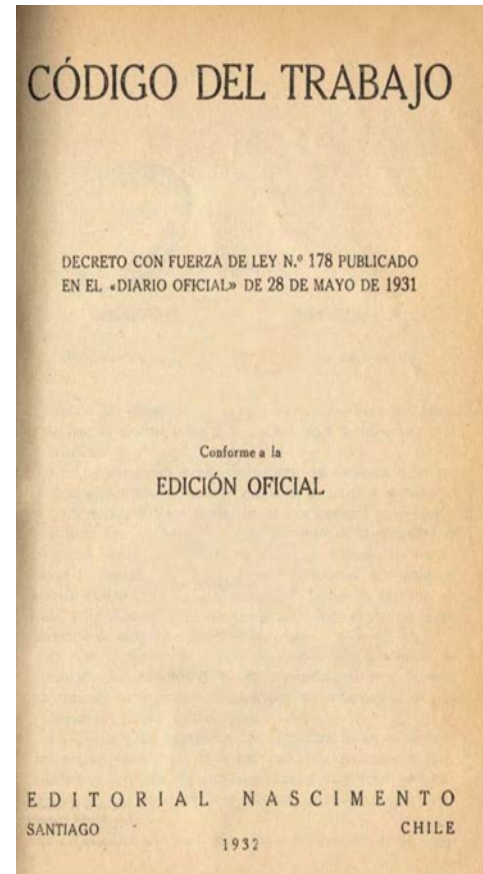 CÓDIGO DEL TRABAJO
DECRETO CON FUERZA DE LEY N.º 178 PUBLICADO
EN EL «DIARIO OFICIAL» DE 28 DE MAYO DE 1931
Conforme a la
EDICIÓN OFICIAL
EDITORIAL NASCIMENTO
SANTIAGO CHILE
1932